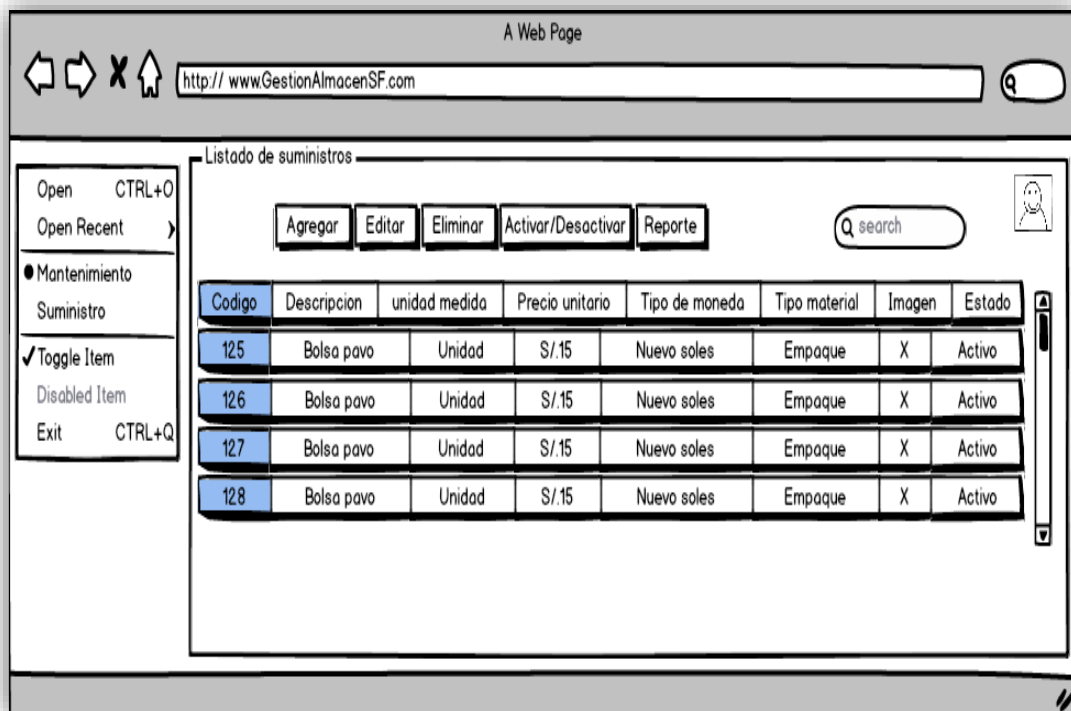 A Web Page
http:// www.GestionAlmacenSF.com
Open CTRL+O
Open Recent
Mantenimiento
Suministro
Toggle Item
Disabled Item
Exit CTRL+Q
Listado de suministros
Agregar Editar Eliminar Activar/Desactivar Reporte search
Codigo Descripcion unidad medida Precio unitario Tipo de moneda Tipo material Imagen Estado
125 Bolsa pavo Unidad S/.15 Nuevo soles Empaque X Activo
126 Bolsa pavo Unidad S/.15 Nuevo soles Empaque X Activo
127 Bolsa pavo Unidad S/.15 Nuevo soles Empaque X Activo
128 Bolsa pavo Unidad S/.15 Nuevo soles Empaque X Activo